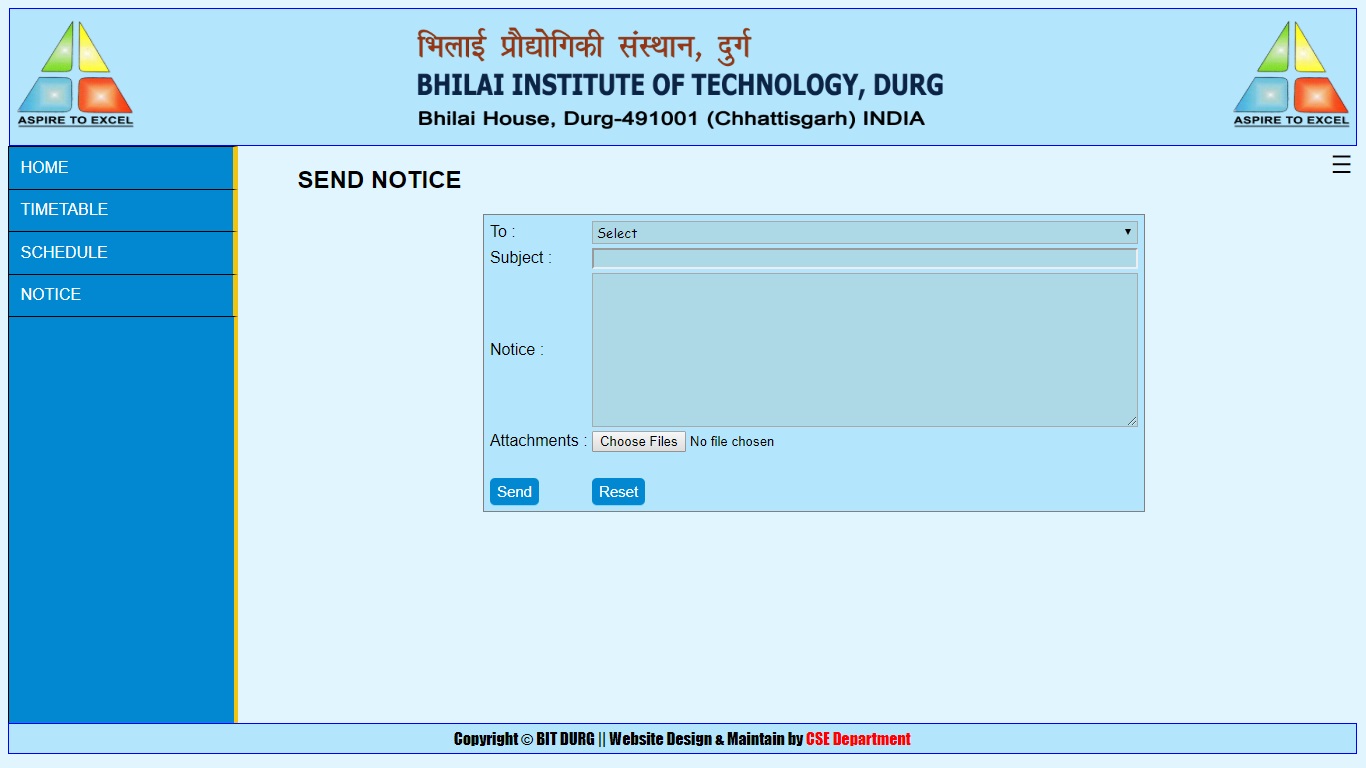 भिलाई प्रौद्योगिकी संस्थान, दुर्ग
BHILAI INSTITUTE OF TECHNOLOGY, DURG
Bhilai House, Durg-491001 (Chhattisgarh) INDIA
ASPIRE TO EXCEL
ASPIRE TO EXCEL
HOME
TIMETABLE
SCHEDULE
NOTICE
☰
SEND NOTICE
To : Select
Subject :
Notice :
Attachments : Choose Files No file chosen
Send Reset
Copyright © BIT DURG || Website Design & Maintain by CSE Department